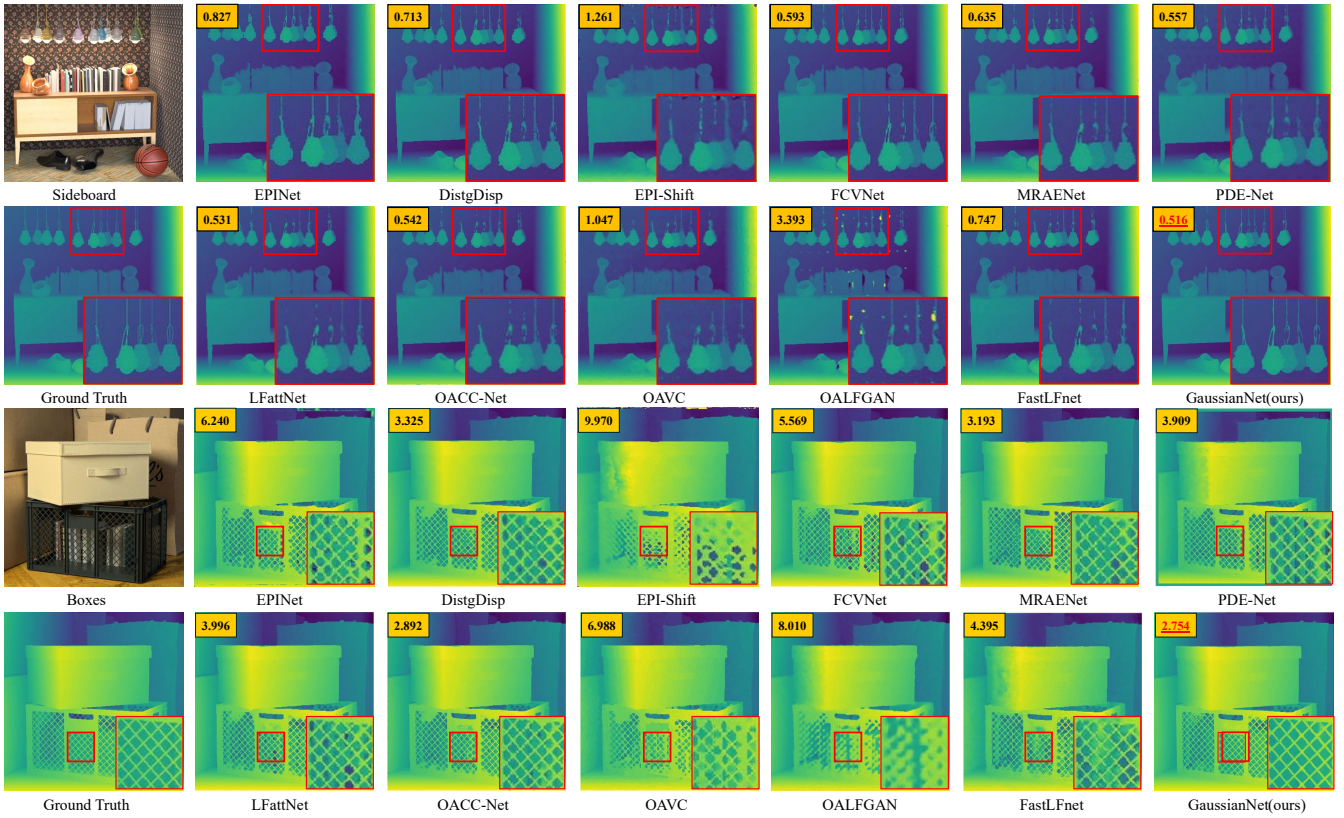 0.827 0.713 1.261 0.593 0.635 0.557
Sideboard EPINet DistgDisp EPI-Shift FCVNet MRAENet PDE-Net
0.531 0.542 1.047 3.393 0.747 0.516
Ground Truth LFattNet OACC-Net OAVC OALFGAN FastLFnet GaussianNet(ours)
6.240 3.325 9.970 5.569 3.193 3.909
Boxes EPINet DistgDisp EPI-Shift FCVNet MRAENet PDE-Net
3.996 2.892 6.988 8.010 4.395 2.754
Ground Truth LFattNet OACC-Net OAVC OALFGAN FastLFnet GaussianNet(ours)